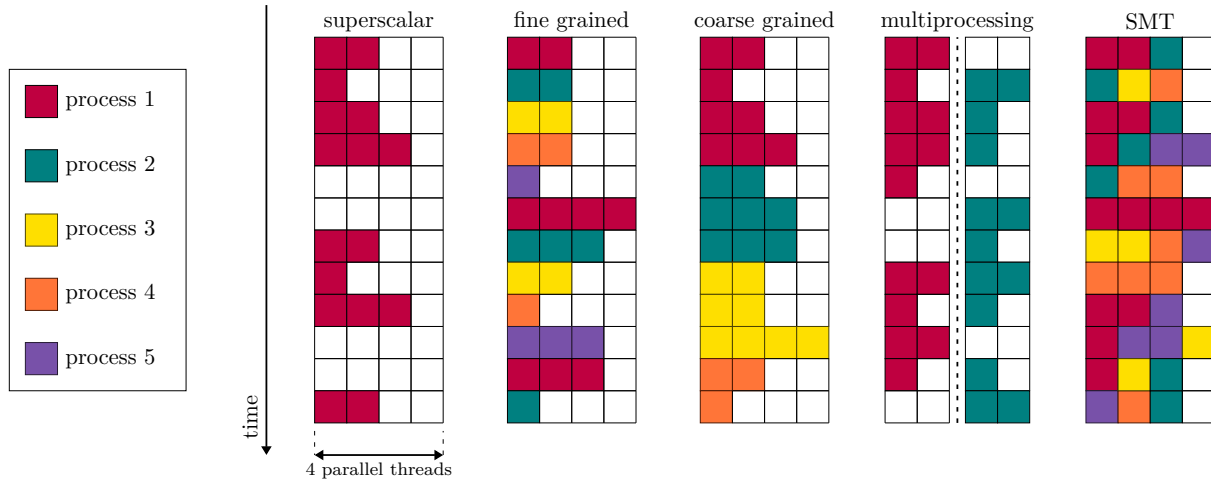 superscalar
fine grained
coarse grained
multiprocessing
SMT
process 1
process 2
process 3
process 4
process 5
time
4 parallel threads